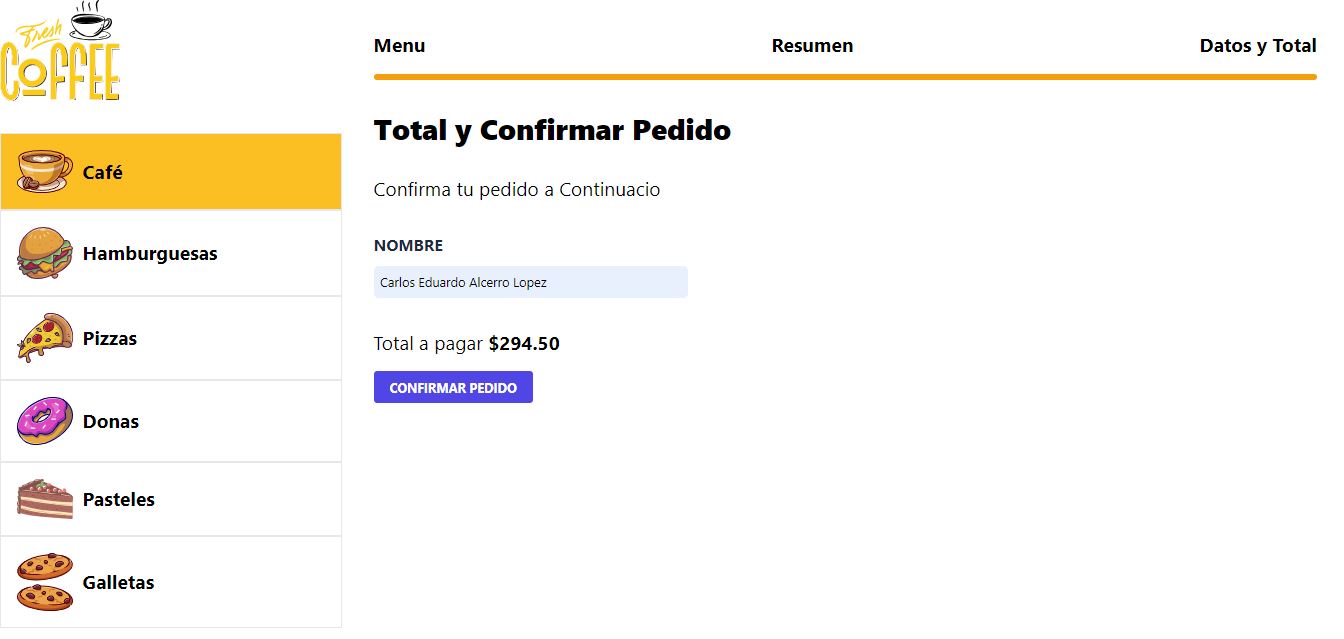 Fresh
COFFEE
Menu
Resumen
Datos y Total
Café
Hamburguesas
Pizzas
Donas
Pasteles
Galletas
Total y Confirmar Pedido
Confirma tu pedido a Continuacio
NOMBRE
Carlos Eduardo Alcerro Lopez
Total a pagar $294.50
CONFIRMAR PEDIDO